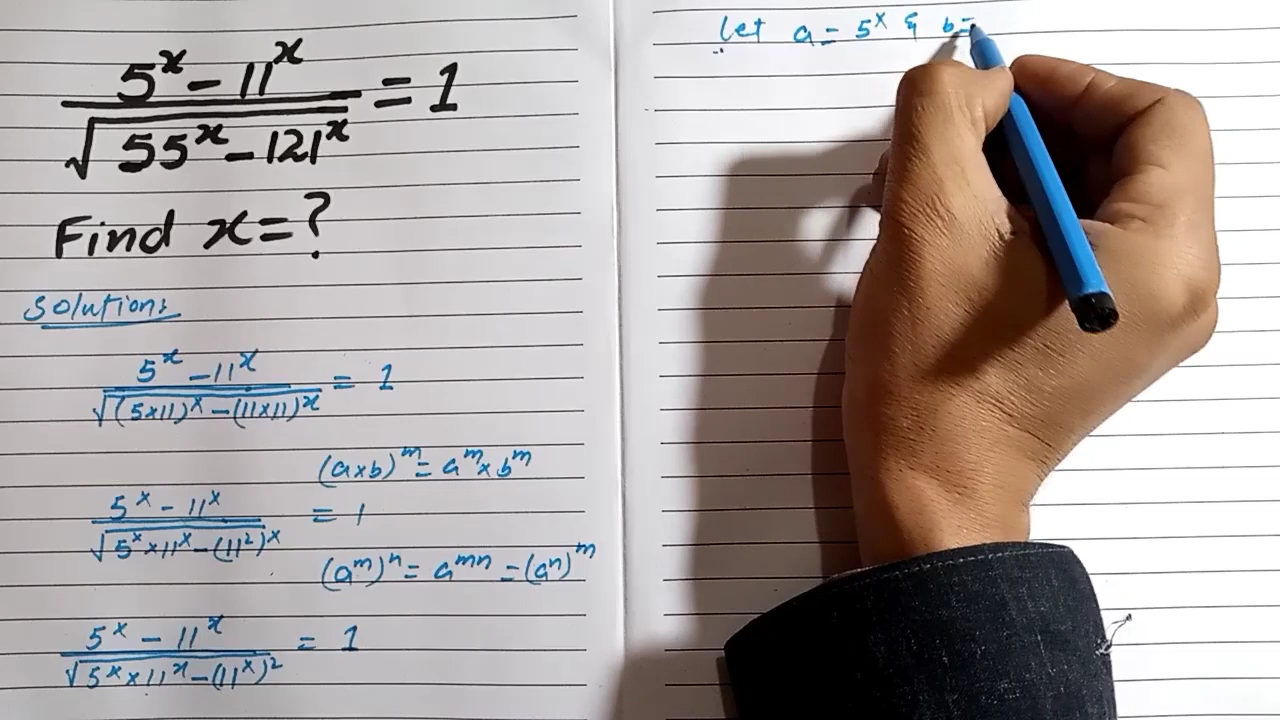 5^x - 11^x
√(55^x - 121^x) = 1
Find x = ?
Solution:
5^x - 11^x
√((5×11)^x - (11×11)^x) = 1
(a×b)^m = a^m × b^m
5^x - 11^x
√(5^x × 11^x - (11^2)^x) = 1
(a^m)^n = a^mn = (a^n)^m
5^x - 11^x
√(5^x × 11^x - (11^x)^2) = 1
Let a = 5^x & b =